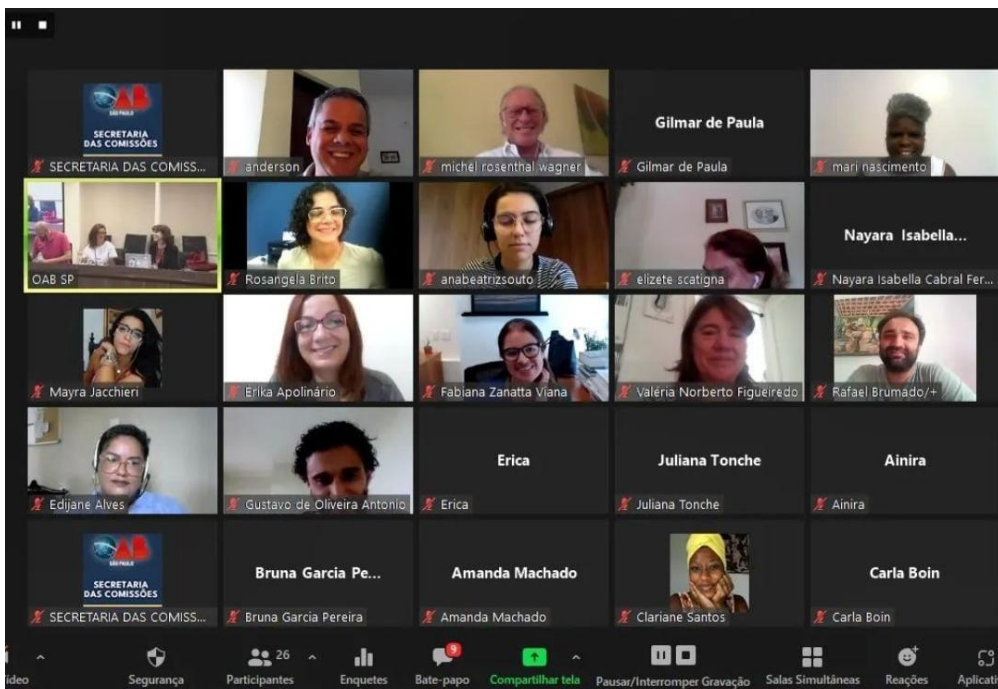 OAB
SÃO PAULO
SECRETARIA
DAS COMISSÕES
SECRETARIA DAS COMISS...
anderson
michel rosenthal wagner
Gilmar de Paula
Gilmar de Paula
mari nascimento
OAB SP
Rosangela Brito
anabeatrizsouto
elizete scatigna
Nayara Isabella...
Nayara Isabella Cabral Fer...
Mayra Jacchieri
Erika Apolinário
Fabiana Zanatta Viana
Valéria Norberto Figueiredo
Rafael Brumado/+
Edijane Alves
Gustavo de Oliveira Antonio
Erica
Erica
Juliana Tonche
Juliana Tonche
Ainira
Ainira
OAB
SÃO PAULO
SECRETARIA
DAS COMISSÕES
SECRETARIA DAS COMISS...
Bruna Garcia Pe...
Bruna Garcia Pereira
Amanda Machado
Amanda Machado
Clariane Santos
Carla Boin
Carla Boin
ídeo
Segurança
26
Participantes
Enquetes
9
Bate-papo
Compartilhar tela
Pausar/Interromper Gravação
Salas Simultâneas
Reações
Aplicati